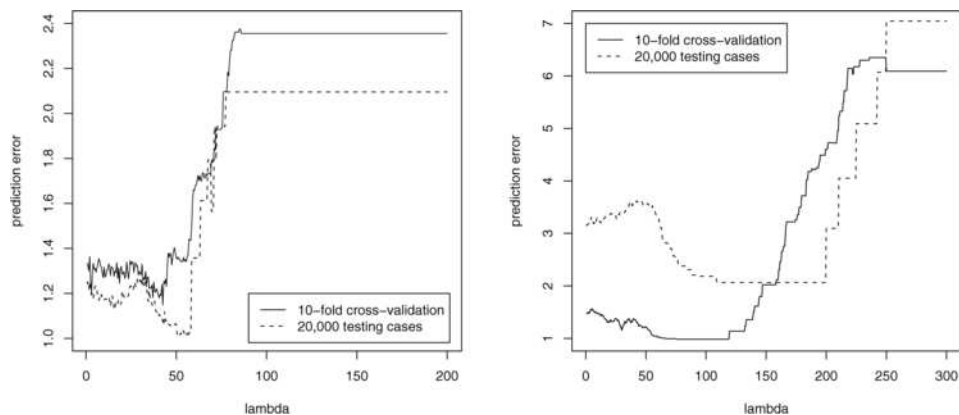 2.4
2.2
2.0
1.8
1.6
1.4
1.2
1.0
prediction error
10−fold cross−validation
20,000 testing cases
0 50 100 150 200
lambda
7
6
5
4
3
2
1
prediction error
10−fold cross−validation
20,000 testing cases
0 50 100 150 200 250 300
lambda